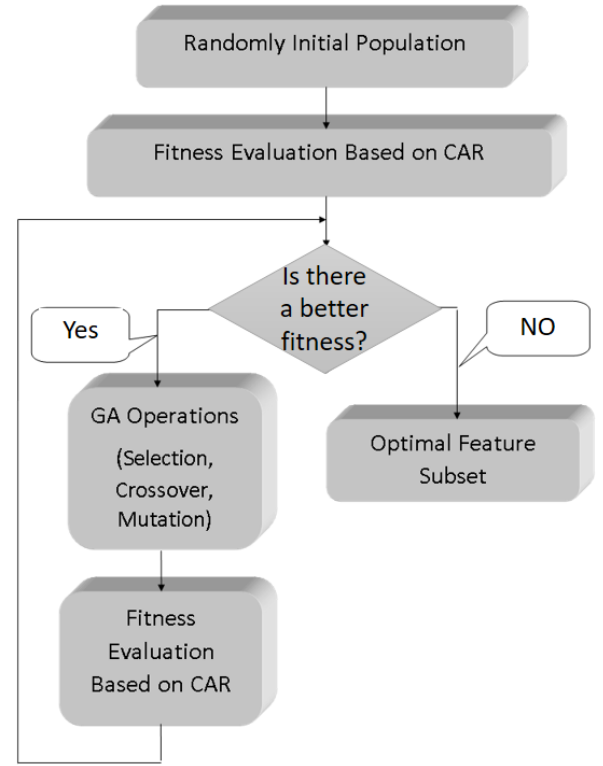 Randomly Initial Population
Fitness Evaluation Based on CAR
Is there
a better
fitness?
Yes
NO
GA Operations
(Selection,
Crossover,
Mutation)
Optimal Feature
Subset
Fitness
Evaluation
Based on CAR